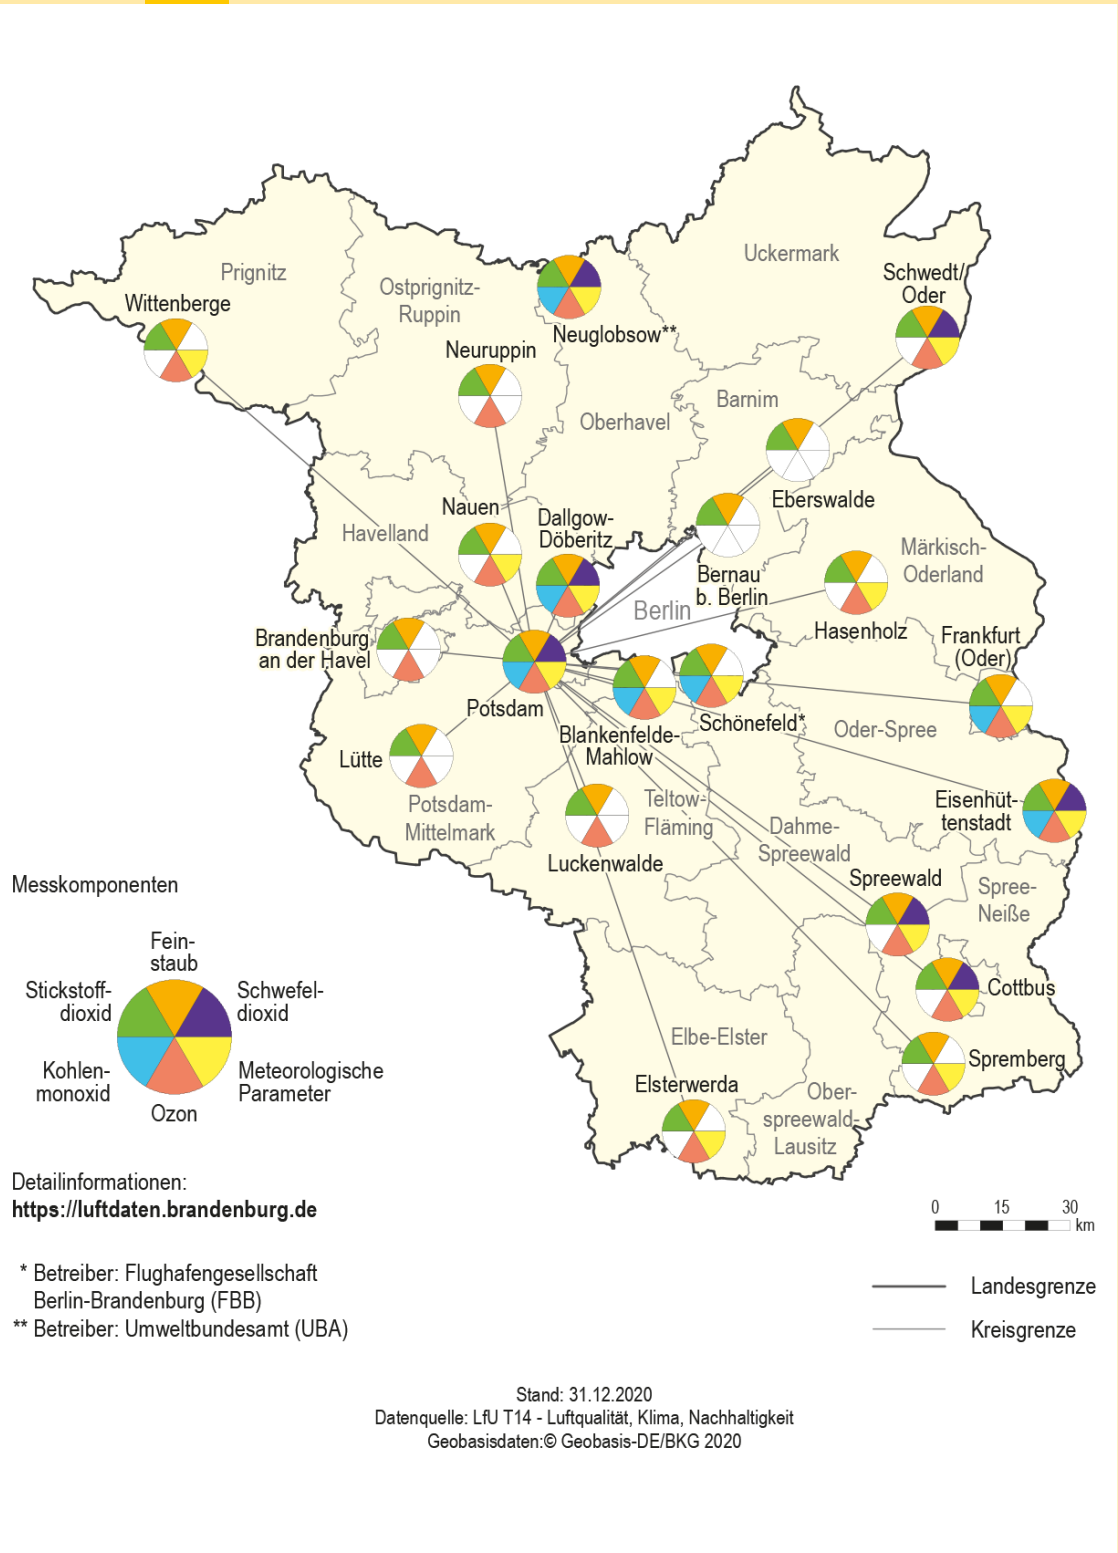 Uckermark
Prignitz
Schwedt/
Oder
Ostprignitz-
Ruppin
Wittenberge
Neuglobsow**
Neuruppin
Barnim
Oberhavel
Eberswalde
Nauen
Dallgow-
Döberitz
Havelland
Märkisch-
Oderland
Bernau
b. Berlin
Berlin
Hasenholz
Brandenburg
an der Havel
Frankfurt
(Oder)
Potsdam
Schönefeld*
Oder-Spree
Blankenfelde-
Mahlow
Lütte
Potsdam-
Mittelmark
Teltow-
Fläming
Eisenhüt-
tenstadt
Dahme-
Spreewald
Luckenwalde
Spreewald
Spree-
Neiße
Cottbus
Elbe-Elster
Spremberg
Elsterwerda
Ober-
spreewald-
Lausitz
Messkomponenten
Fein-
staub
Stickstoff-
dioxid
Schwefel-
dioxid
Kohlen-
monoxid
Meteorologische
Parameter
Ozon
Detailinformationen:
https://luftdaten.brandenburg.de
0 15 30
km
* Betreiber: Flughafengesellschaft
Berlin-Brandenburg (FBB)
** Betreiber: Umweltbundesamt (UBA)
Landesgrenze
Kreisgrenze
Stand: 31.12.2020
Datenquelle: LfU T14 - Luftqualität, Klima, Nachhaltigkeit
Geobasisdaten:© Geobasis-DE/BKG 2020